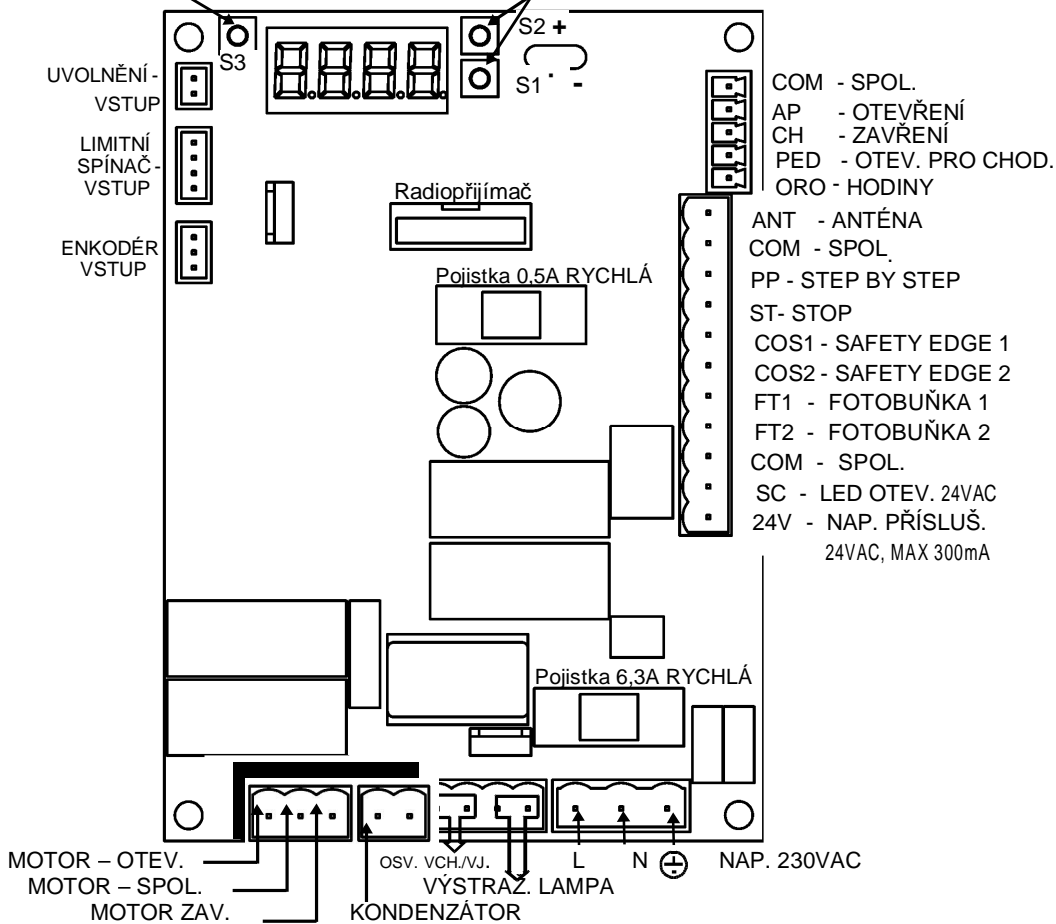 S3
S2 +
S1 -
UVOLNĚNÍ -
VSTUP
LIMITNÍ
SPÍNAČ -
VSTUP
ENKODÉR
VSTUP
Radiopřijímač
Pojistka 0,5A RYCHLÁ
COM - SPOL.
AP - OTEVŘENÍ
CH - ZAVŘENÍ
PED - OTEV. PRO CHOD.
ORO - HODINY
ANT - ANTÉNA
COM - SPOL.
PP - STEP BY STEP
ST- STOP
COS1 - SAFETY EDGE 1
COS2 - SAFETY EDGE 2
FT1 - FOTOBUŇKA 1
FT2 - FOTOBUŇKA 2
COM - SPOL.
SC - LED OTEV. 24VAC
24V - NAP. PŘÍSLUŠ.
24VAC, MAX 300mA
Pojistka 6,3A RYCHLÁ
MOTOR – OTEV.
MOTOR – SPOL.
MOTOR ZAV.
KONDENZÁTOR
OSV. VCH./VJ.
VÝSTRAŽ. LAMPA
L N NAP. 230VAC